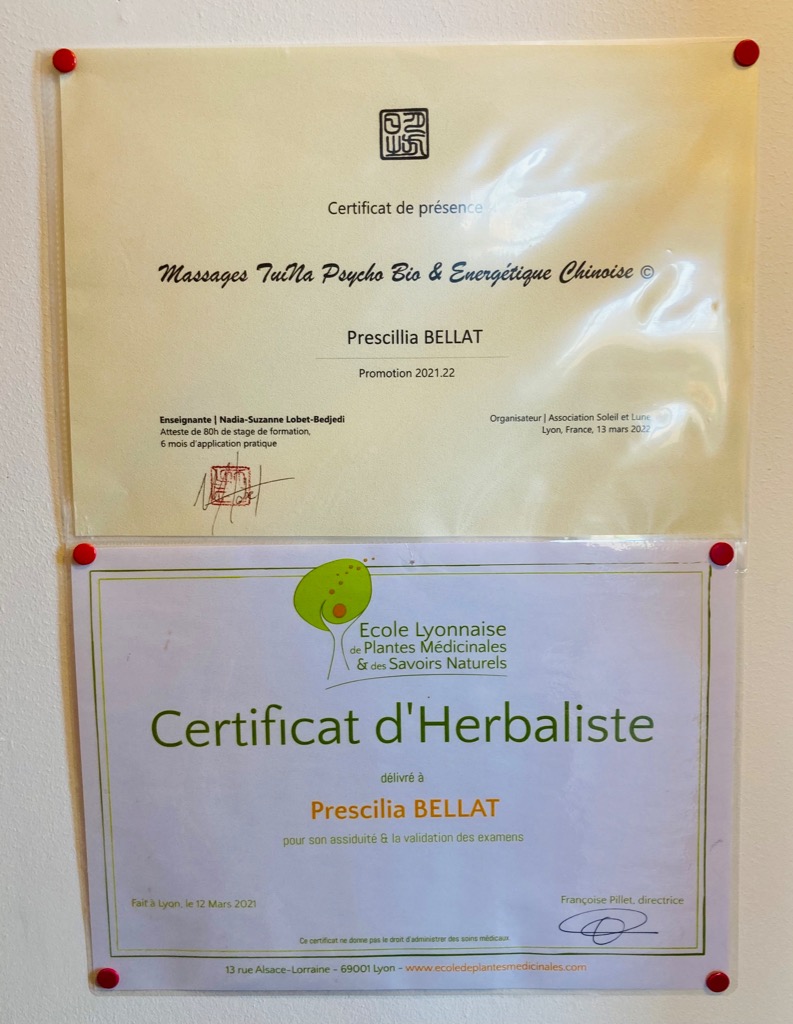 Certificat de présence
Massages TuiNa Psycho Bio & Energétique Chinoise ©
Prescillia BELLAT
Promotion 2021.22
Enseignante | Nadia-Suzanne Lobet-Bedjedi
Atteste de 80h de stage de formation,
6 mois d'application pratique
Organisateur | Association Soleil et Lune
Lyon, France, 13 mars 2022
Ecole Lyonnaise
de Plantes Médicinales
& des Savoirs Naturels
Certificat d'Herbaliste
délivré à
Prescilia BELLAT
pour son assiduité & la validation des examens
Fait à Lyon, le 12 Mars 2021
Françoise Pillet, directrice
Ce certificat ne donne pas le droit d'administrer des soins médicaux.
13 rue Alsace-Lorraine - 69001 Lyon - www.ecoledeplantesmedicinales.com